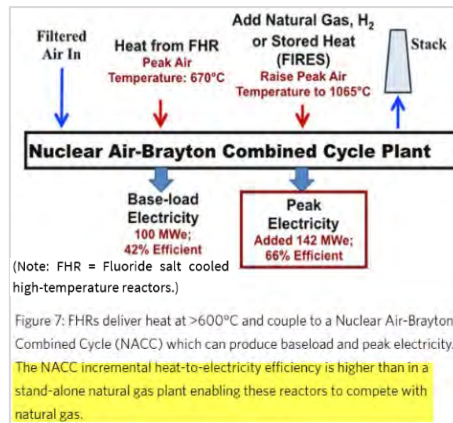 Filtered
Air In
Heat from FHR
Peak Air
Temperature: 670°C
Add Natural Gas, H2
or Stored Heat
(FIRES)
Raise Peak Air
Temperature to 1065°C
Stack
Nuclear Air-Brayton Combined Cycle Plant
Base-load
Electricity
100 MWe;
42% Efficient
Peak
Electricity
Added 142 MWe;
66% Efficient
(Note: FHR = Fluoride salt cooled
high-temperature reactors.)
Figure 7: FHRs deliver heat at >600°C and couple to a Nuclear Air-Brayton
Combined Cycle (NACC) which can produce baseload and peak electricity.
The NACC incremental heat-to-electricity efficiency is higher than in a
stand-alone natural gas plant enabling these reactors to compete with
natural gas.